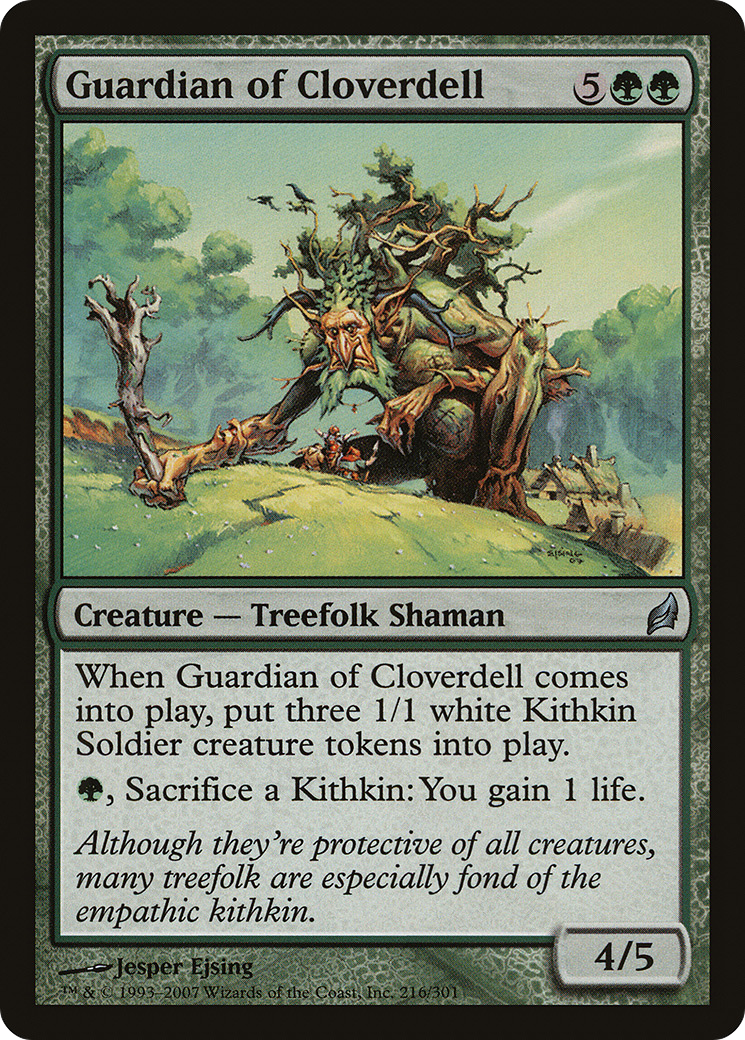 Guardian of Cloverdell 5
EJSING
07
Creature — Treefolk Shaman
When Guardian of Cloverdell comes
into play, put three 1/1 white Kithkin
Soldier creature tokens into play.
, Sacrifice a Kithkin: You gain 1 life.
Although they're protective of all creatures,
many treefolk are especially fond of the
empathic kithkin.
4/5
Jesper Ejsing
™ & © 1993–2007 Wizards of the Coast, Inc. 216/301